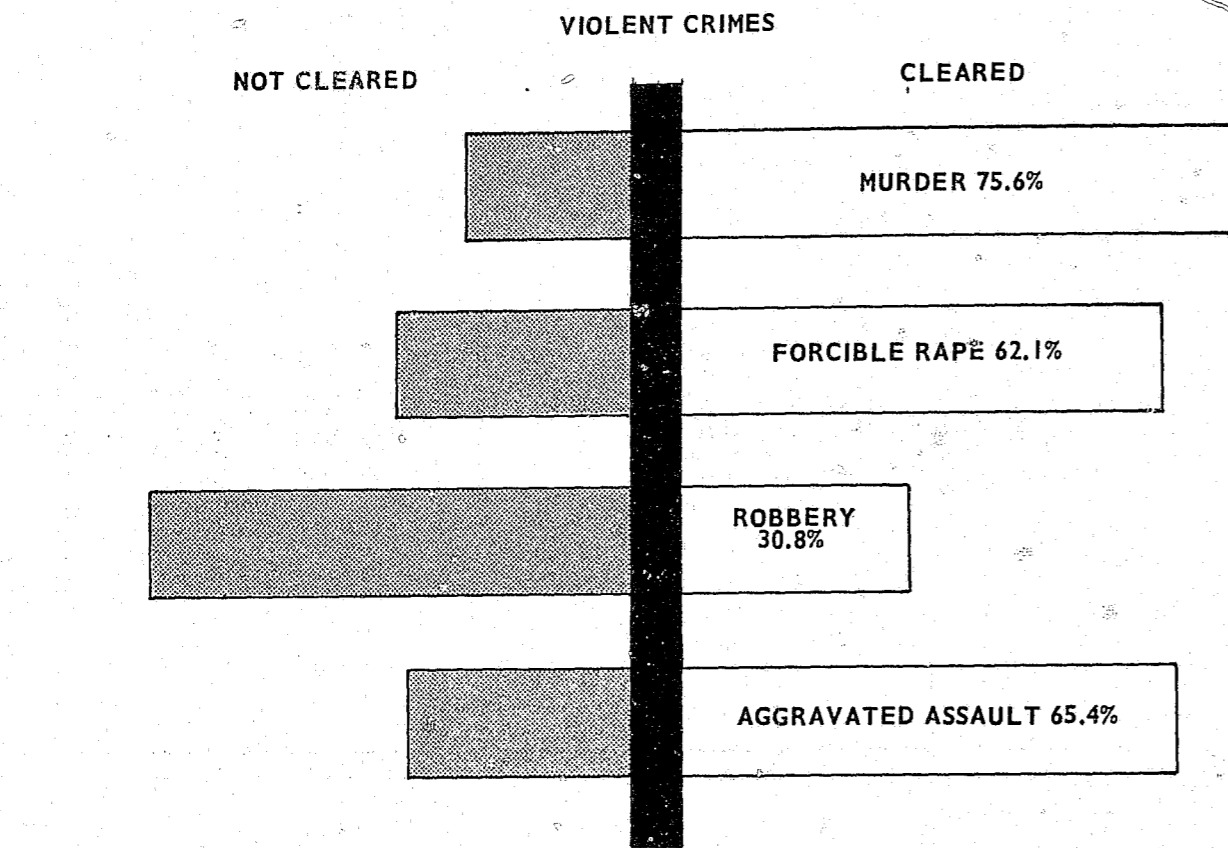 VIOLENT CRIMES
NOT CLEARED
CLEARED
MURDER 75.6%
FORCIBLE RAPE 62.1%
ROBBERY
30.8%
AGGRAVATED ASSAULT 65.4%